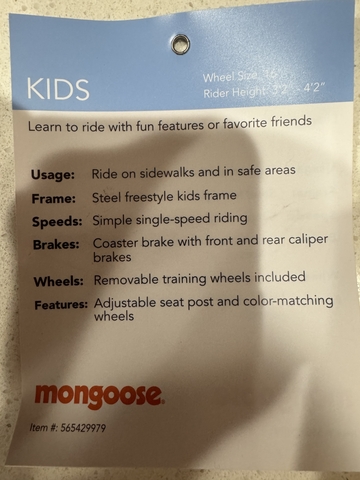 KIDS
Wheel Size: 16"
Rider Height: 3'2" - 4'2"
Learn to ride with fun features or favorite friends
Usage: Ride on sidewalks and in safe areas
Frame: Steel freestyle kids frame
Speeds: Simple single-speed riding
Brakes: Coaster brake with front and rear caliper
brakes
Wheels: Removable training wheels included
Features: Adjustable seat post and color-matching
wheels
mongoose
Item #: 565429979